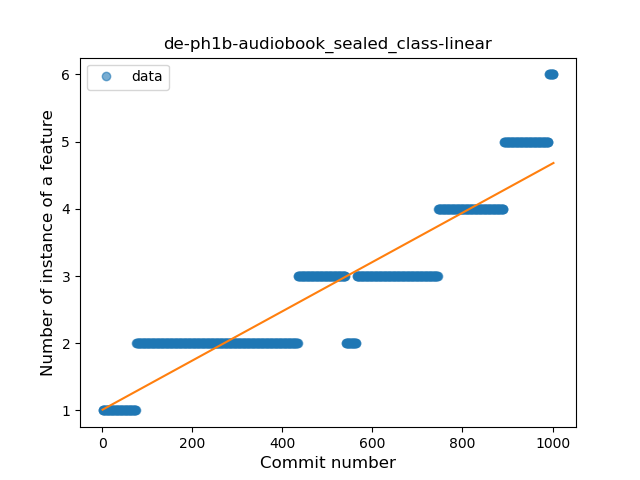 de-ph1b-audiobook_sealed_class-linear
data
Number of instance of a feature
6
5
4
3
2
1
0 200 400 600 800 1000
Commit number